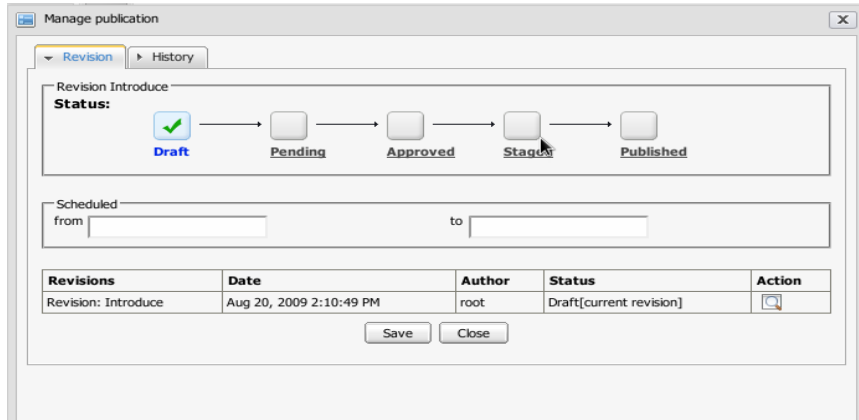 Manage publication
Revision
History
Revision Introduce
Status:
Draft
Pending
Approved
Staged
Published
Scheduled
from
to
Revisions Date Author Status Action
Revision: Introduce Aug 20, 2009 2:10:49 PM root Draft[current revision]
Save Close